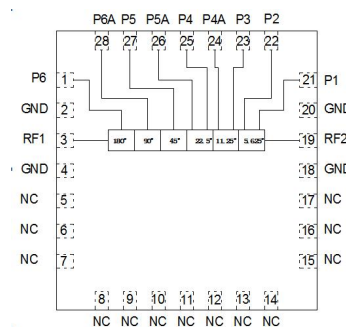 P6A P5 P5A P4 P4A P3 P2
28 27 26 25 24 23 22
P6 1 21 P1
GND 2 20 GND
RF1 3 180° 90° 45° 22.5° 11.25° 5.625° 19 RF2
GND 4 18 GND
NC 5 17 NC
NC 6 16 NC
NC 7 15 NC
8 9 10 11 12 13 14
NC NC NC NC NC NC NC